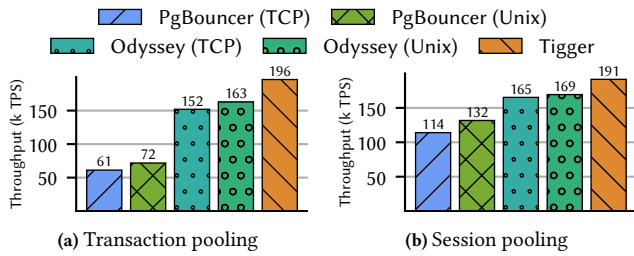 PgBouncer (TCP) PgBouncer (Unix)
Odyssey (TCP) Odyssey (Unix) Tigger
Throughput (k TPS)
150
100
50
61
72
152
163
196
(a) Transaction pooling
Throughput (k TPS)
150
100
50
114
132
165
169
191
(b) Session pooling